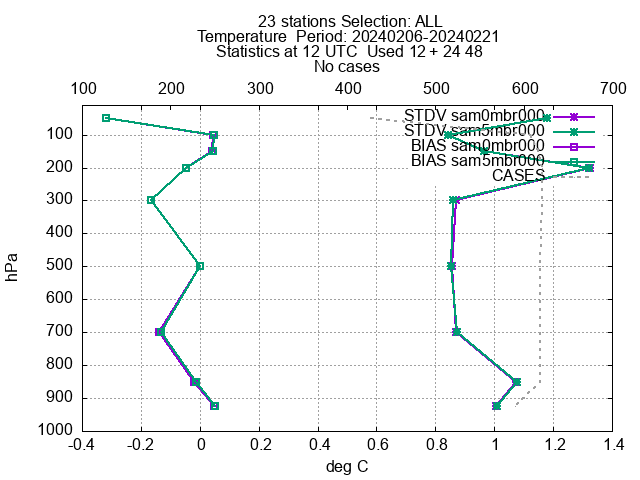 23 stations Selection: ALL
Temperature  Period: 20240206-20240221
Statistics at 12 UTC  Used 12 + 24 48
No cases
100 200 300 400 500 600 700
STDV sam0mbr000
STDV sam5mbr000
BIAS sam0mbr000
BIAS sam5mbr000
CASES
100
200
300
400
500
600
700
800
900
1000
hPa
-0.4 -0.2 0 0.2 0.4 0.6 0.8 1 1.2 1.4
deg C